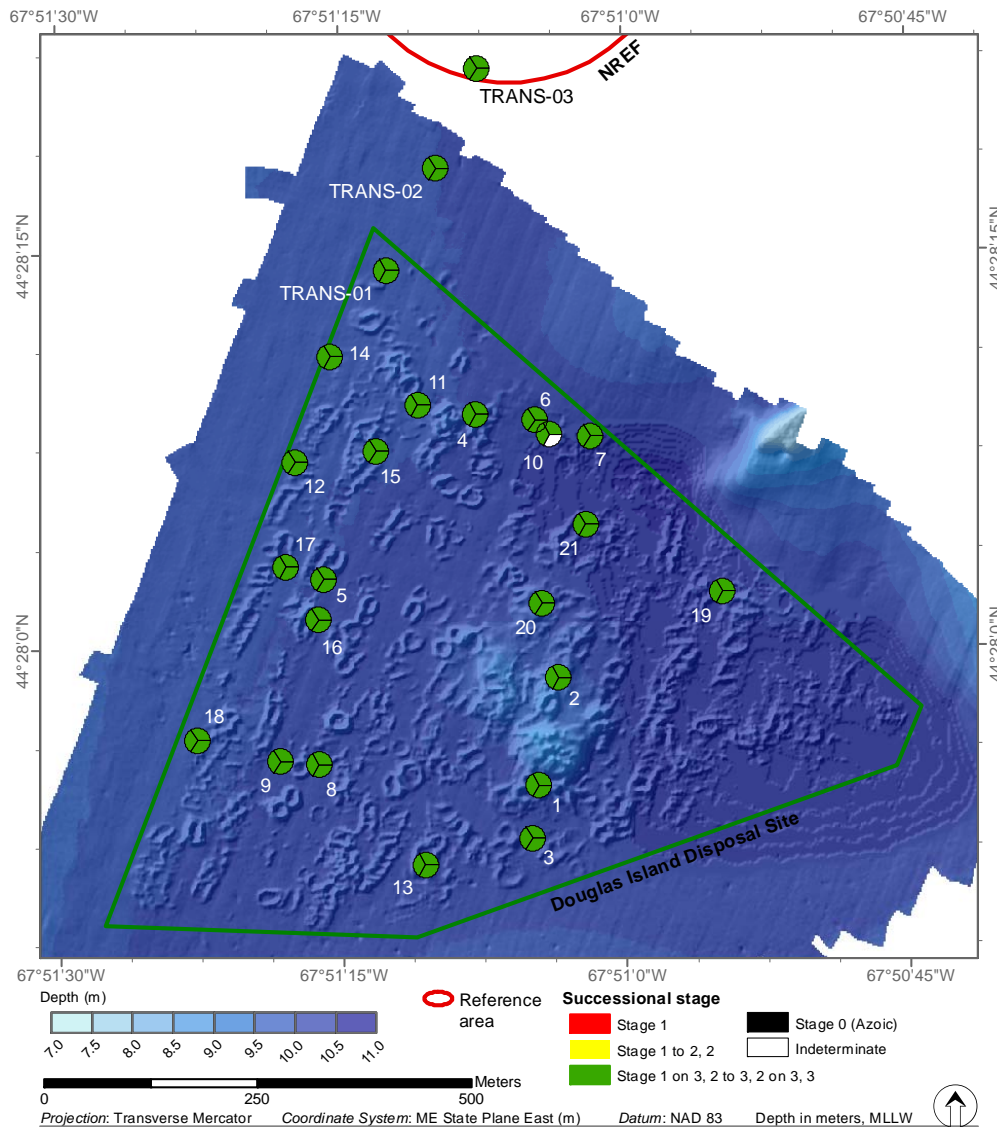 67°51'30"W 67°51'15"W 67°51'0"W 67°50'45"W
NREF
TRANS-03
TRANS-02
44°28'15"N 44°28'15"N
TRANS-01
14
11
6
4
10
7
15
12
21
17
5
19
20
16
44°28'0"N 44°28'0"N
2
18
9
8
1
3
13
Douglas Island Disposal Site
67°51'30"W 67°51'15"W 67°51'0"W 67°50'45"W
Depth (m)
7.0 7.5 8.0 8.5 9.0 9.5 10.0 10.5 11.0
Reference
area
Successional stage
Stage 1
Stage 1 to 2, 2
Stage 1 on 3, 2 to 3, 2 on 3, 3
Stage 0 (Azoic)
Indeterminate
Meters
0 250 500
Projection: Transverse Mercator Coordinate System: ME State Plane East (m) Datum: NAD 83 Depth in meters, MLLW